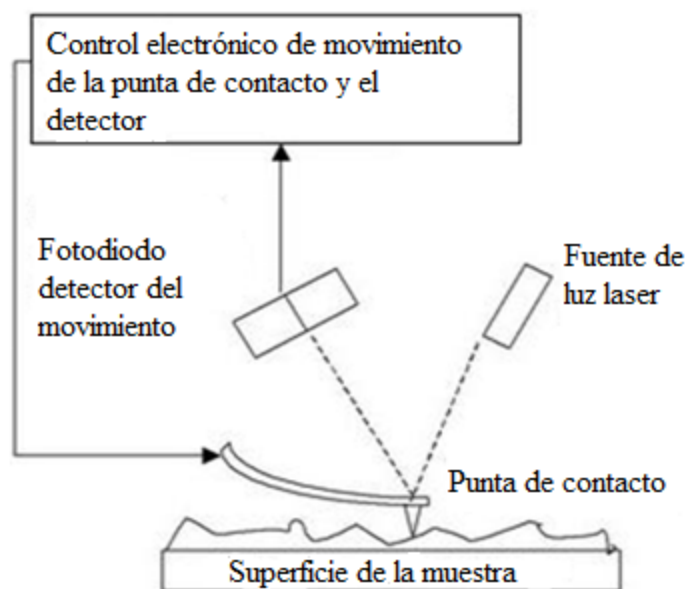 Control electrónico de movimiento
de la punta de contacto y el
detector
Fotodiodo
detector del
movimiento
Fuente de
luz laser
Punta de contacto
Superficie de la muestra